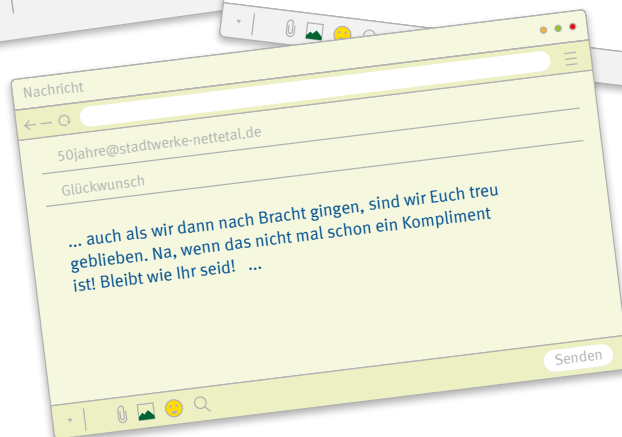 Nachricht
50jahre@stadtwerke-nettetal.de
Glückwunsch
... auch als wir dann nach Bracht gingen, sind wir Euch treu
geblieben. Na, wenn das nicht mal schon ein Kompliment
ist! Bleibt wie Ihr seid! ...
Senden